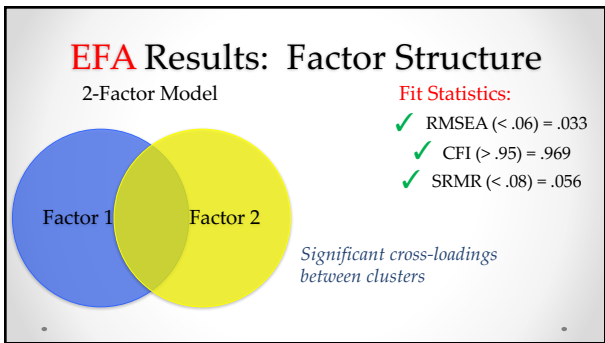 EFA Results: Factor Structure
2-Factor Model
Factor 1
Factor 2
Fit Statistics:
✓ RMSEA (< .06) = .033
✓ CFI (> .95) = .969
✓ SRMR (< .08) = .056
Significant cross-loadings
between clusters